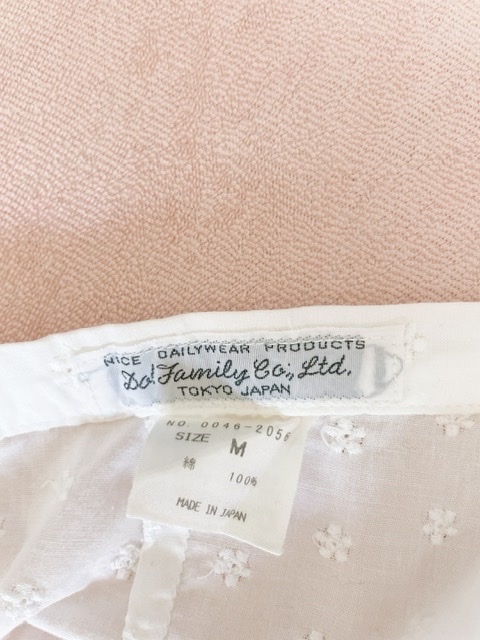 NICE DAILYWEAR PRODUCTS
Do! Family Co., Ltd.
TOKYO JAPAN
NO. 0046-2056
SIZE M
綿 100%
MADE IN JAPAN